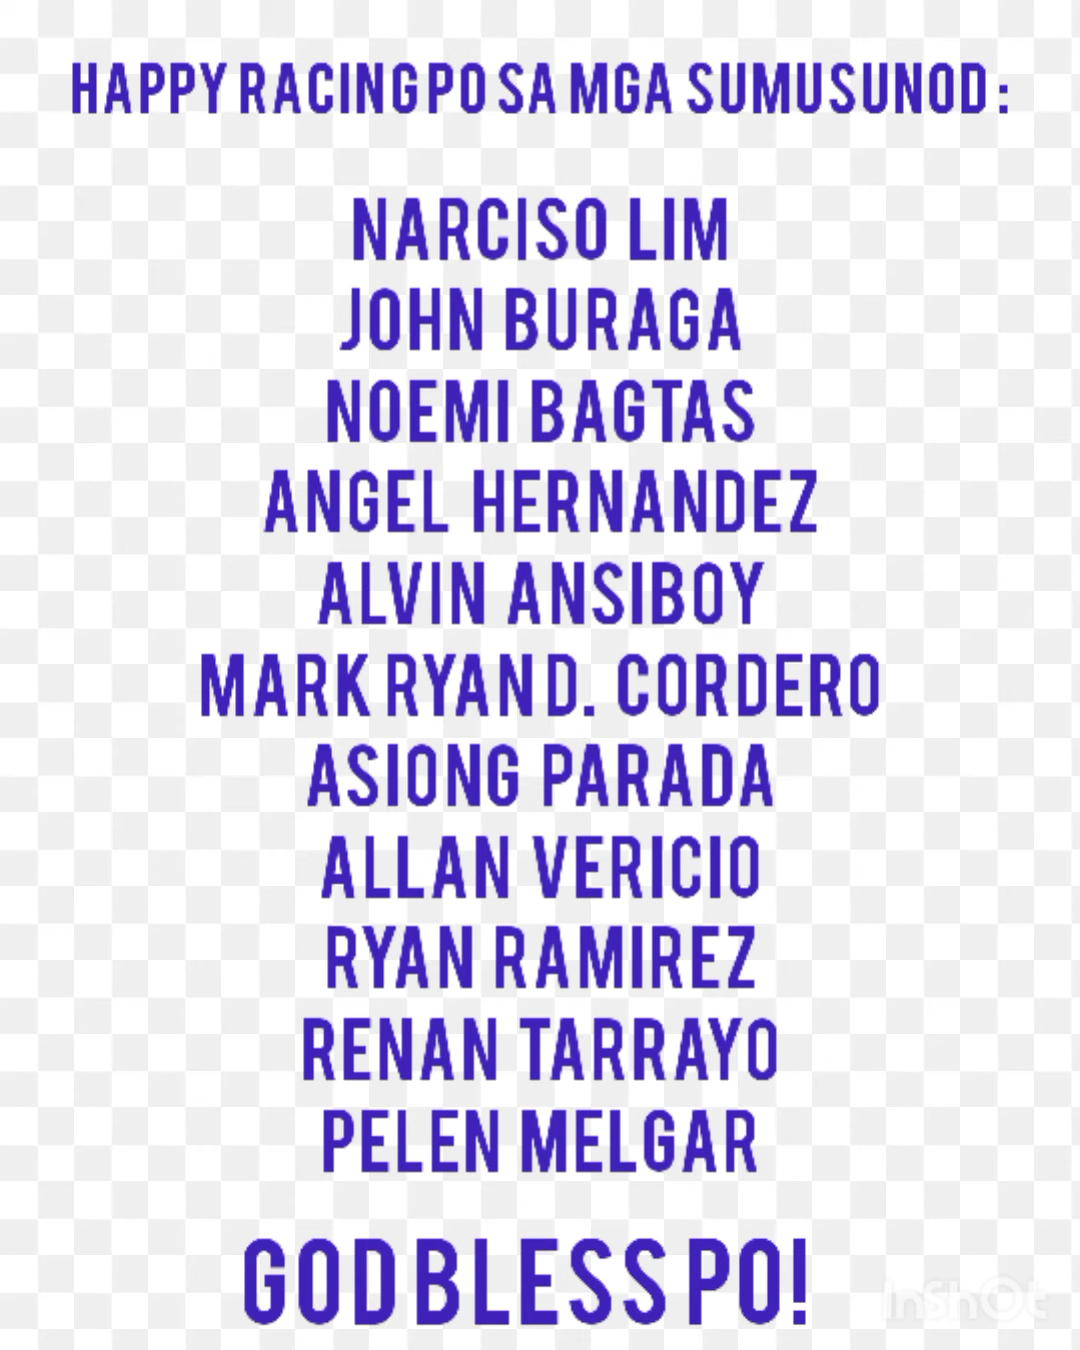 HAPPY RACING PO SA MGA SUMUSUNOD :
NARCISO LIM
JOHN BURAGA
NOEMI BAGTAS
ANGEL HERNANDEZ
ALVIN ANSIBOY
MARK RYAN D. CORDERO
ASIONG PARADA
ALLAN VERICIO
RYAN RAMIREZ
RENAN TARRAYO
PELEN MELGAR
GOD BLESS PO!
InShOt